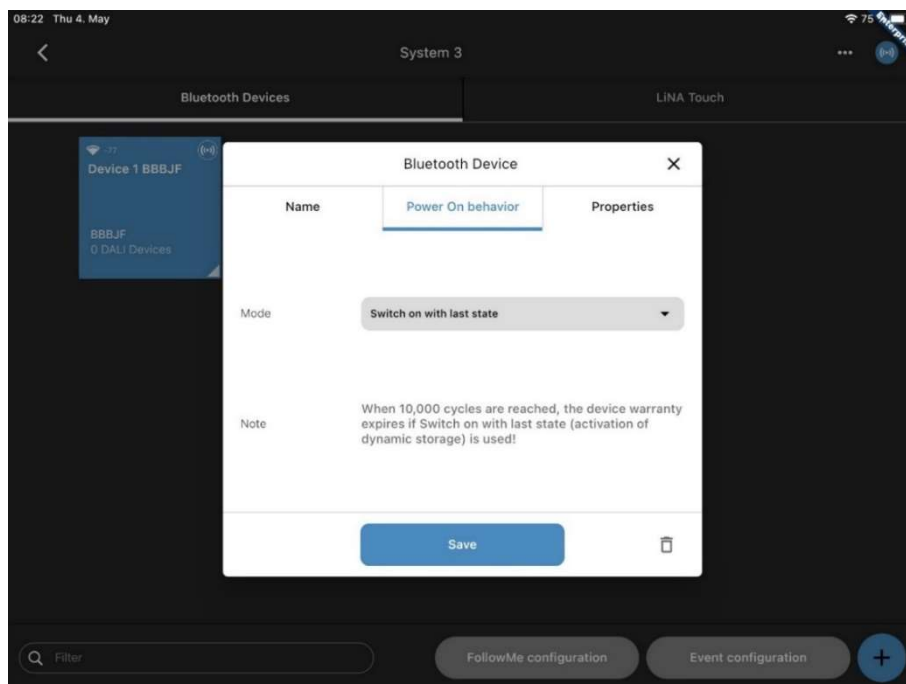 08:22 Thu 4. May
75
System 3
Bluetooth Devices
LiNA Touch
-77
Device 1 BBBJF
BBBJF
0 DALI Devices
Bluetooth Device
Name
Power On behavior
Properties
Mode
Switch on with last state
Note
When 10,000 cycles are reached, the device warranty
expires if Switch on with last state (activation of
dynamic storage) is used!
Save
Filter
FollowMe configuration
Event configuration